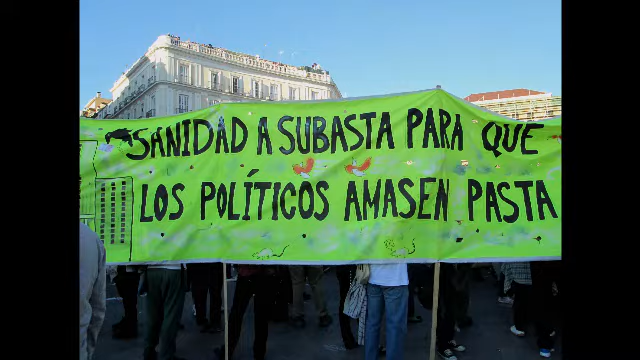 SANIDAD A SUBASTA PARA QUE
LOS POLÍTICOS AMASEN PASTA